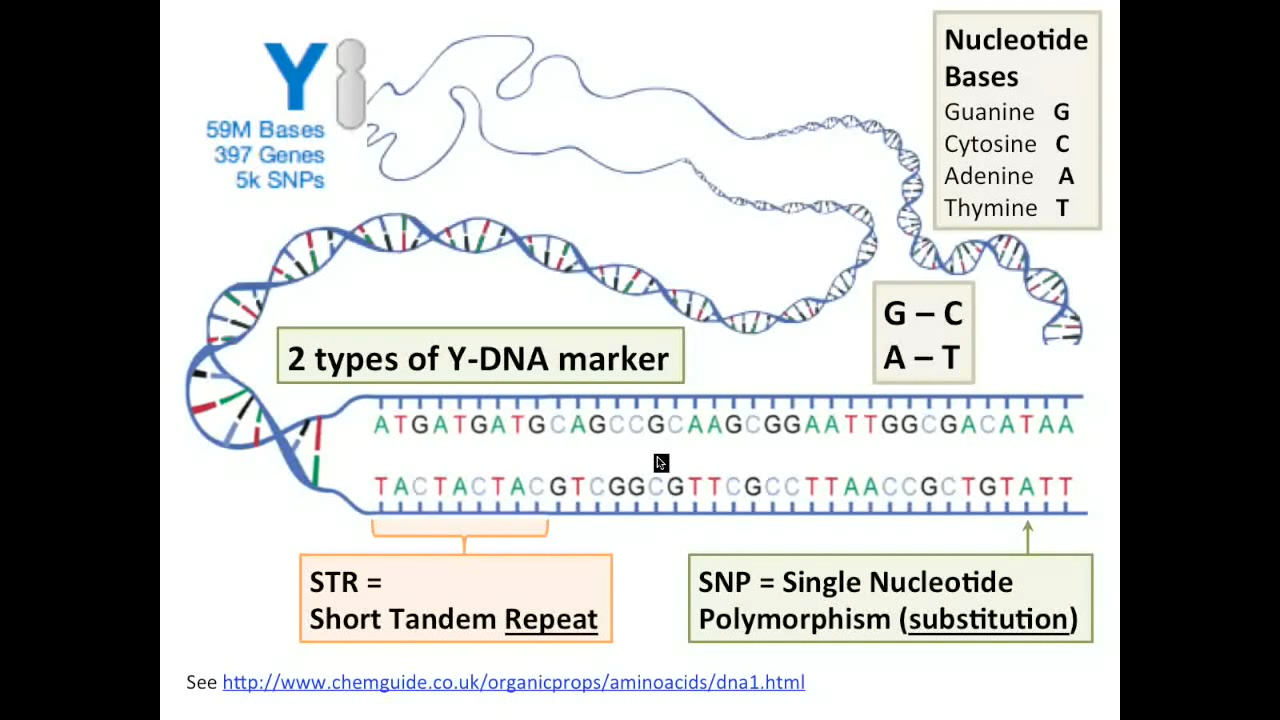 Y
59M Bases
397 Genes
5k SNPs
Nucleotide
Bases
Guanine G
Cytosine C
Adenine A
Thymine T
G – C
A – T
2 types of Y-DNA marker
ATGATGATGCAGCCGCAAGCGGAATTGGCGACATAA
TACTACTACGTCGGCGTTCGCCTTAACCGCTGTATT
STR =
Short Tandem Repeat
SNP = Single Nucleotide
Polymorphism (substitution)
See http://www.chemguide.co.uk/organicprops/aminoacids/dna1.html